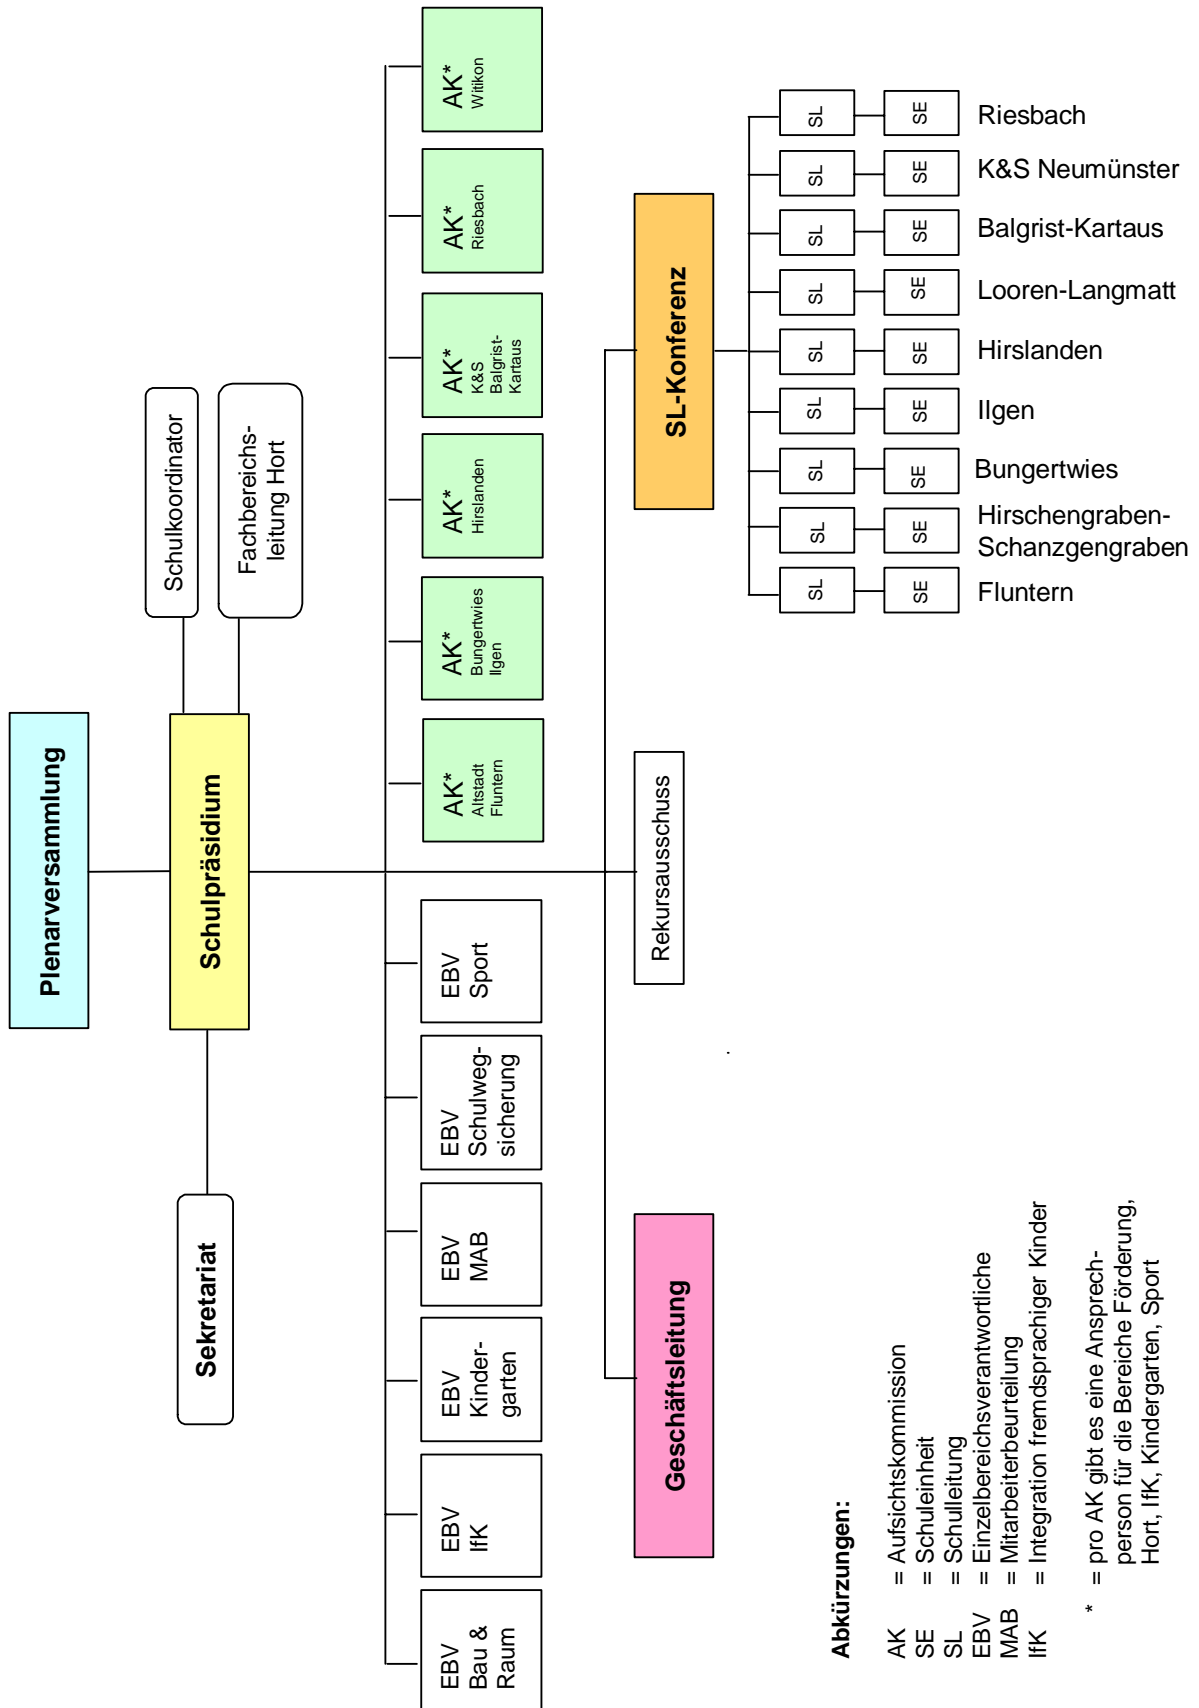 Plenarversammlung
Schulpräsidium
Schulkoordinator
Fachbereichs-
leitung Hort
Sekretariat
EBV
Bau &
Raum
EBV
IfK
EBV
Kinder-
garten
EBV
MAB
EBV
Schulweg-
sicherung
EBV
Sport
AK*
Altstadt
Fluntern
AK*
Bungertwies
Ilgen
AK*
Hirslanden
AK*
K&S
Balgrist-
Kartaus
AK*
Riesbach
AK*
Witikon
Geschäftsleitung
Rekursausschuss
SL-Konferenz
SL
SL
SL
SL
SL
SL
SL
SL
SL
SE
SE
SE
SE
SE
SE
SE
SE
SE
Fluntern
Hirschengraben-
Schanzgengraben
Bungertwies
Ilgen
Hirslanden
Looren-Langmatt
Balgrist-Kartaus
K&S Neumünster
Riesbach
Abkürzungen:
AK = Aufsichtskommission
SE = Schuleinheit
SL = Schulleitung
EBV = Einzelbereichsverantwortliche
MAB = Mitarbeiterbeurteilung
IfK = Integration fremdsprachiger Kinder
* = pro AK gibt es eine Ansprech-
person für die Bereiche Förderung,
Hort, IfK, Kindergarten, Sport